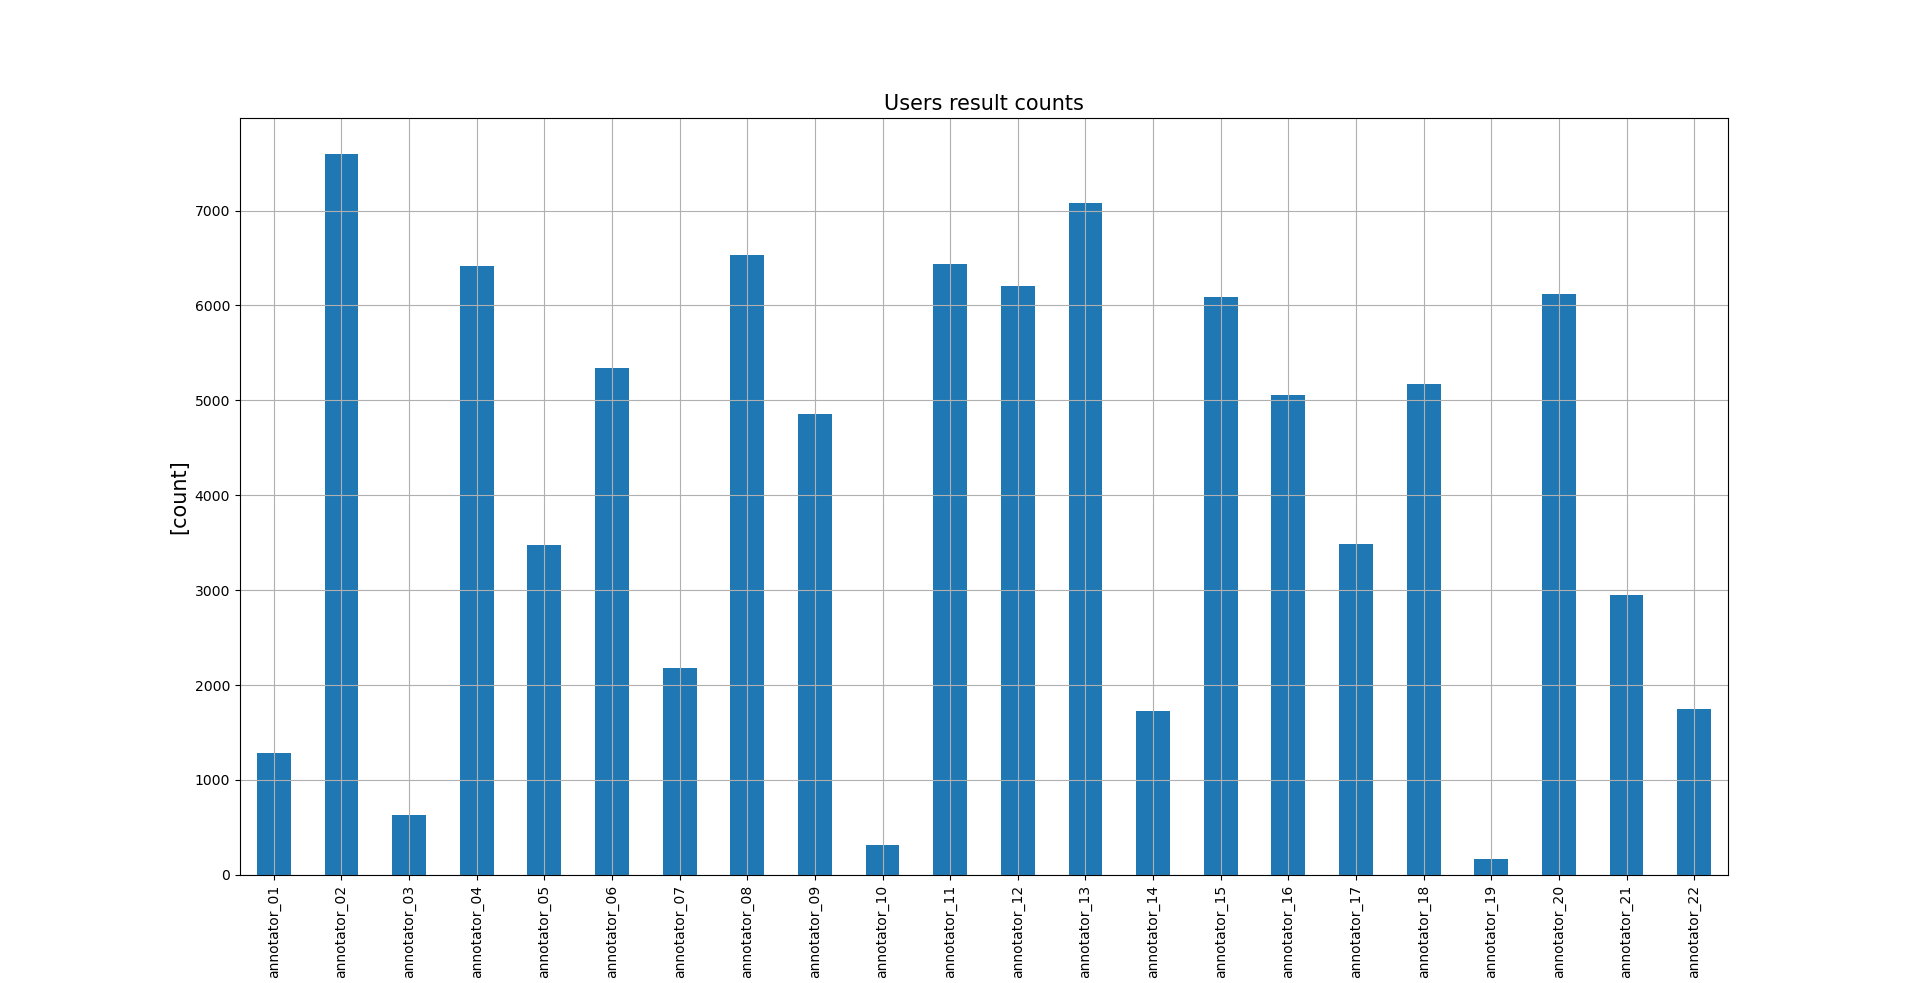 Users result counts
[count]
7000
6000
5000
4000
3000
2000
1000
0
annotator_01
annotator_02
annotator_03
annotator_04
annotator_05
annotator_06
annotator_07
annotator_08
annotator_09
annotator_10
annotator_11
annotator_12
annotator_13
annotator_14
annotator_15
annotator_16
annotator_17
annotator_18
annotator_19
annotator_20
annotator_21
annotator_22